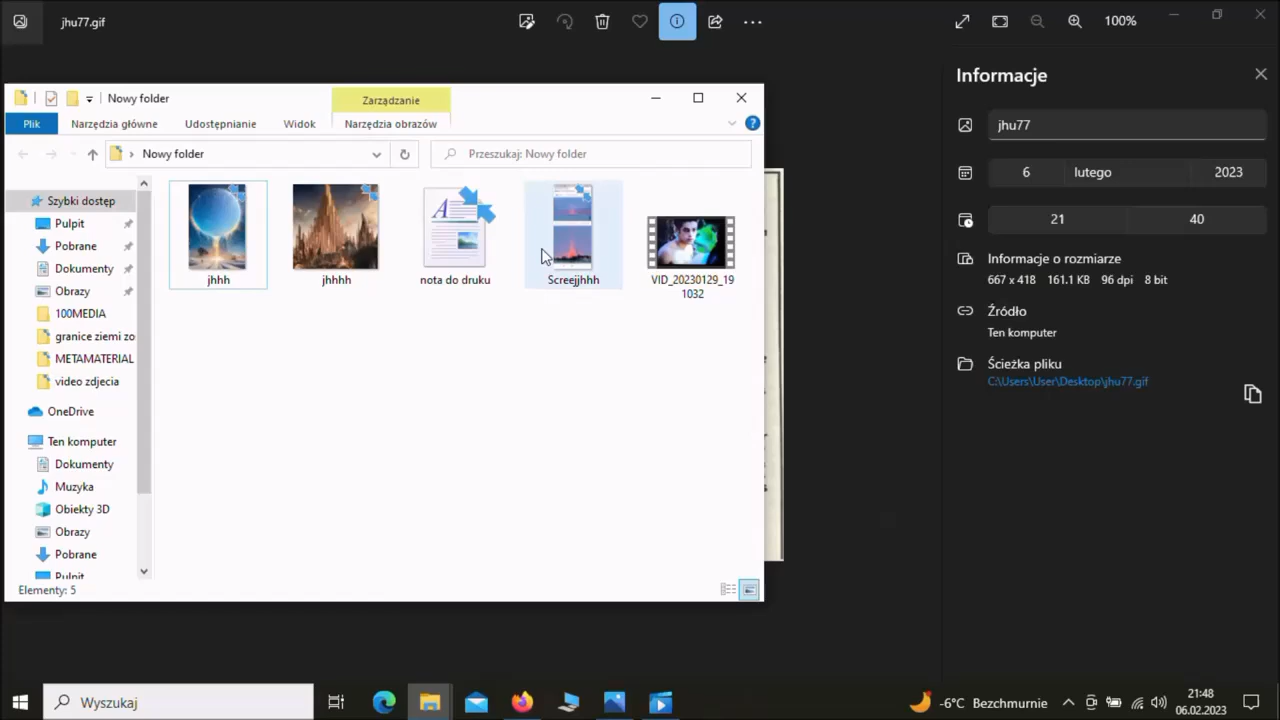 jhu77.gif
100%
Informacje
jhu77
6 lutego 2023
21 40
Informacje o rozmiarze
667 x 418 161.1 KB 96 dpi 8 bit
Źródło
Ten komputer
Ścieżka pliku
C:\Users\User\Desktop\jhu77.gif
Nowy folder
Zarządzanie
Plik Narzędzia główne Udostępnianie Widok Narzędzia obrazów
Nowy folder
Przeszukaj: Nowy folder
Szybki dostęp
Pulpit
Pobrane
Dokumenty
Obrazy
100MEDIA
granice ziemi zo
METAMATERIAL
video zdjecia
OneDrive
Ten komputer
Dokumenty
Muzyka
Obiekty 3D
Obrazy
Pobrane
Pulpit
jhhh
jhhhh
nota do druku
Screejjhhh
VID_20230129_19
1032
Elementy: 5
Wyszukaj
-6°C Bezchmurnie
21:48
06.02.2023